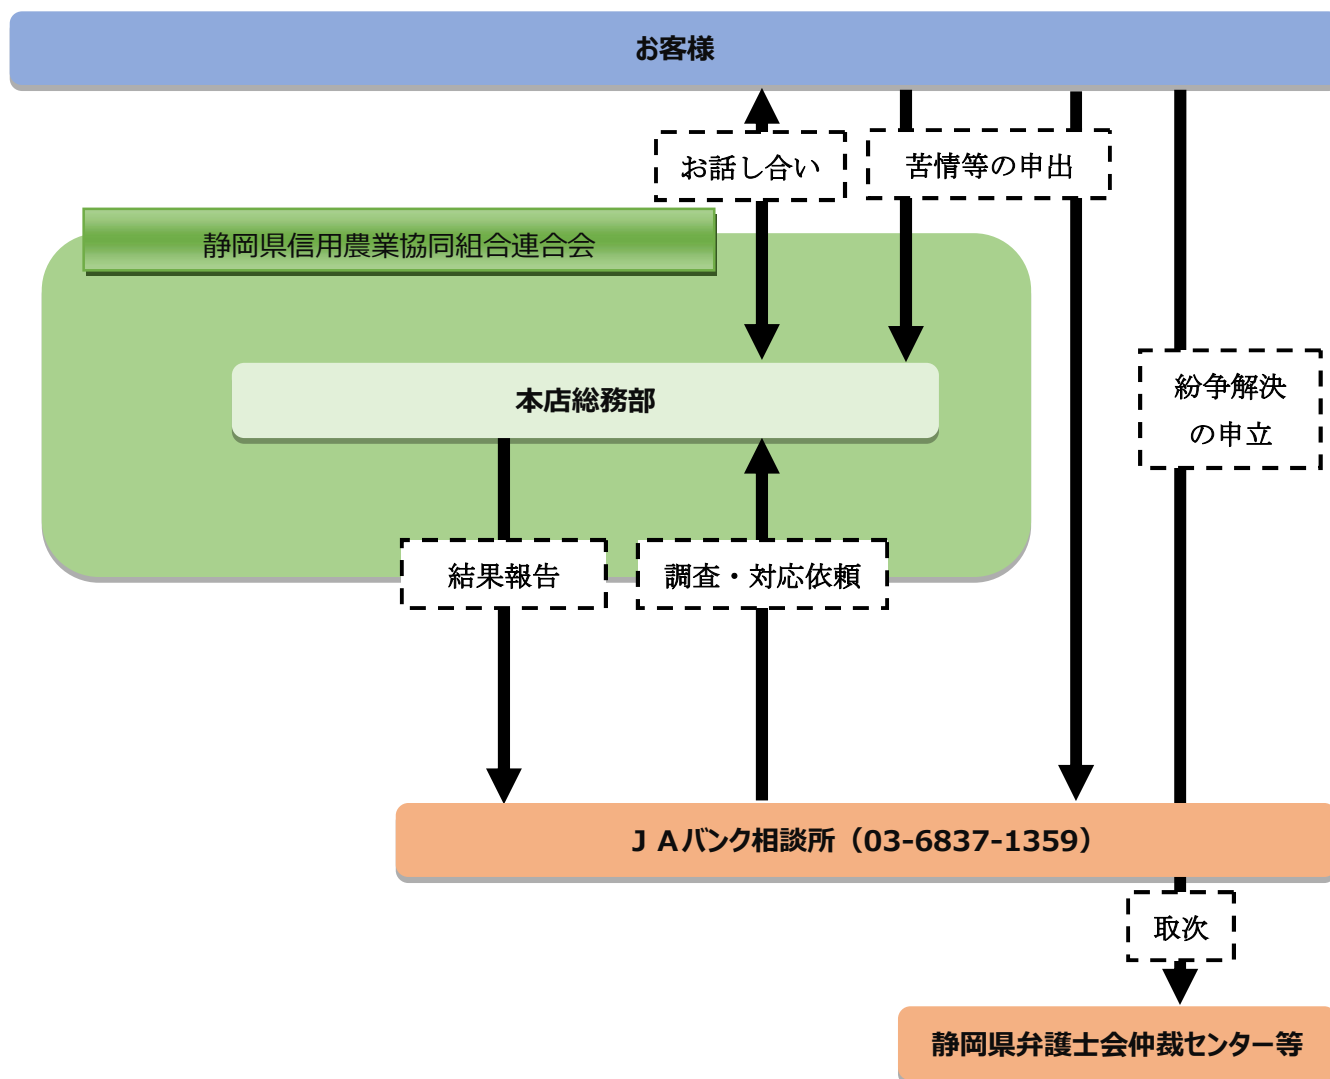 お客様
お話し合い
苦情等の申出
静岡県信用農業協同組合連合会
本店総務部
紛争解決
の申立
結果報告
調査・対応依頼
ＪＡバンク相談所（03-6837-1359）
取次
静岡県弁護士会仲裁センター等